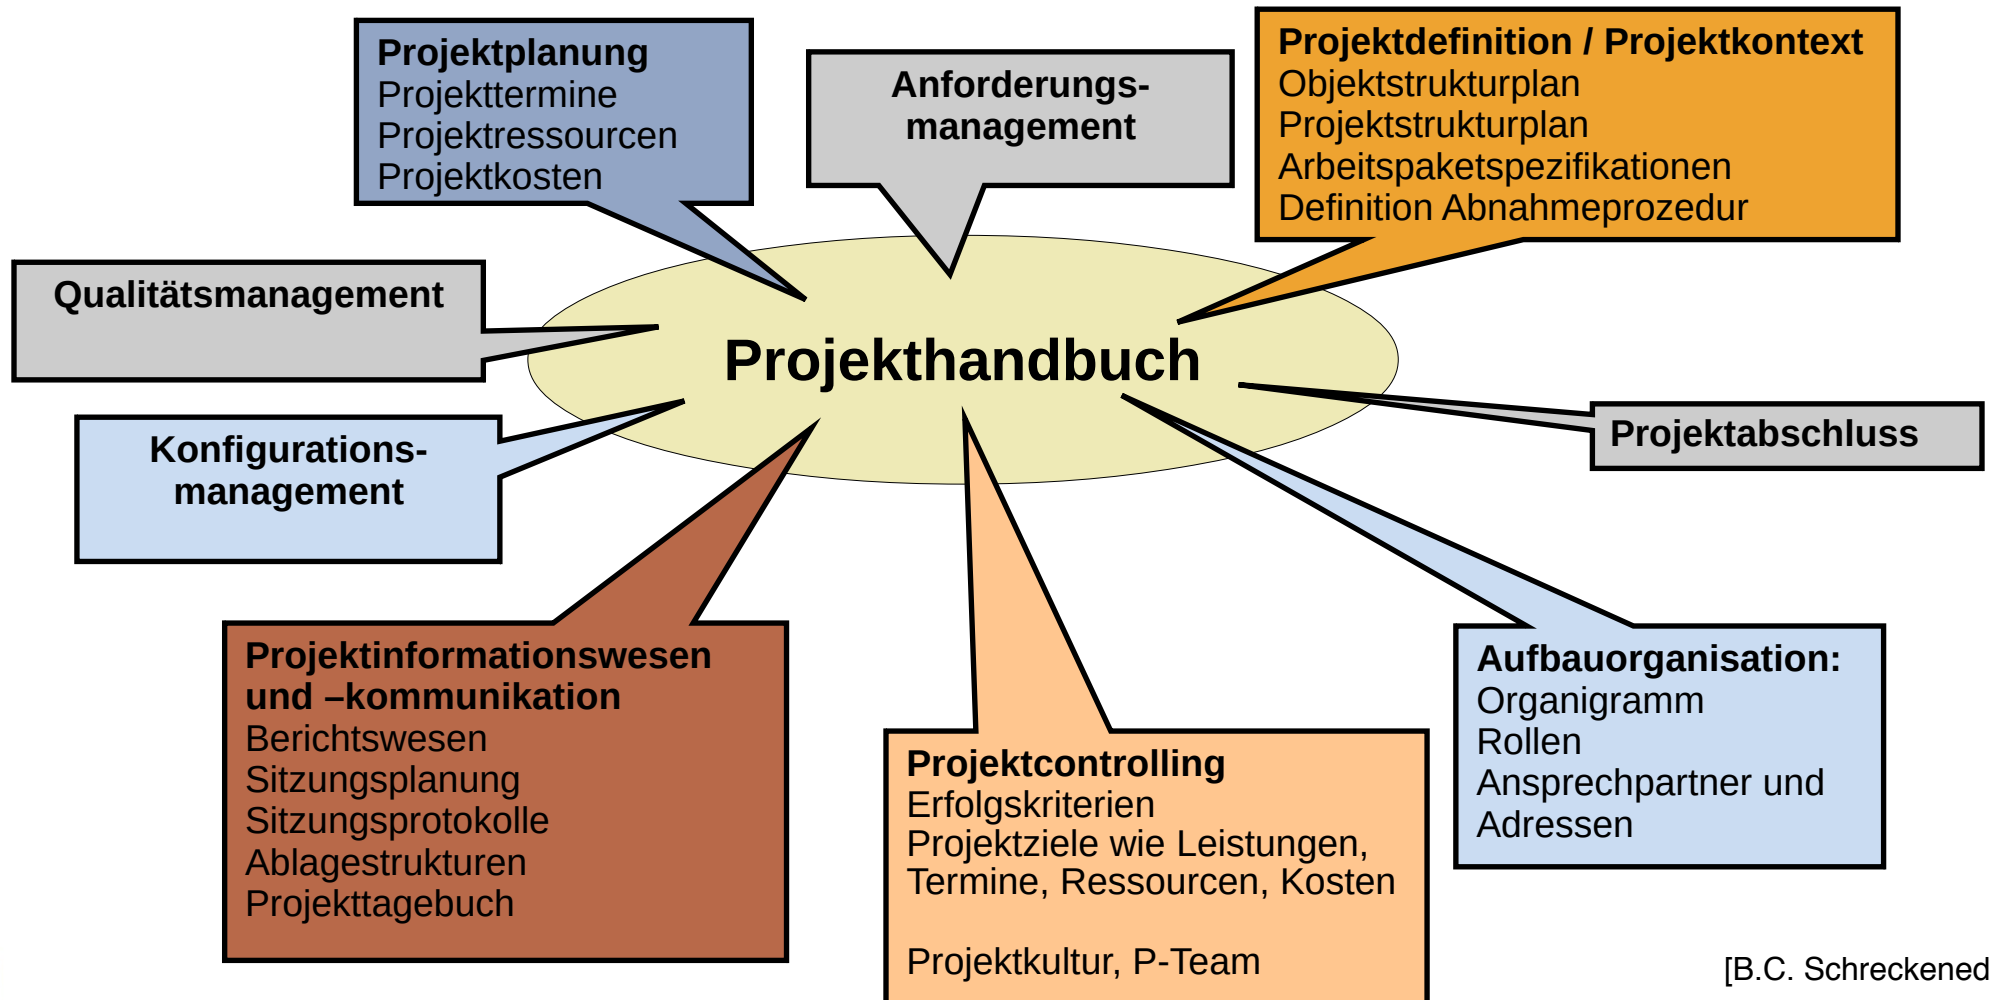 Projektplanung
Projekttermine
Projektressourcen
Projektkosten
Anforderungs-
management
Projektdefinition / Projektkontext
Objektstrukturplan
Projektstrukturplan
Arbeitspaketspezifikationen
Definition Abnahmeprozedur
Qualitätsmanagement
Projekthandbuch
Konfigurations-
management
Projektabschluss
Projektinformationswesen
und –kommunikation
Berichtswesen
Sitzungsplanung
Sitzungsprotokolle
Ablagestrukturen
Projekttagebuch
Projektcontrolling
Erfolgskriterien
Projektziele wie Leistungen,
Termine, Ressourcen, Kosten
Projektkultur, P-Team
Aufbauorganisation:
Organigramm
Rollen
Ansprechpartner und
Adressen
[B.C. Schreckened